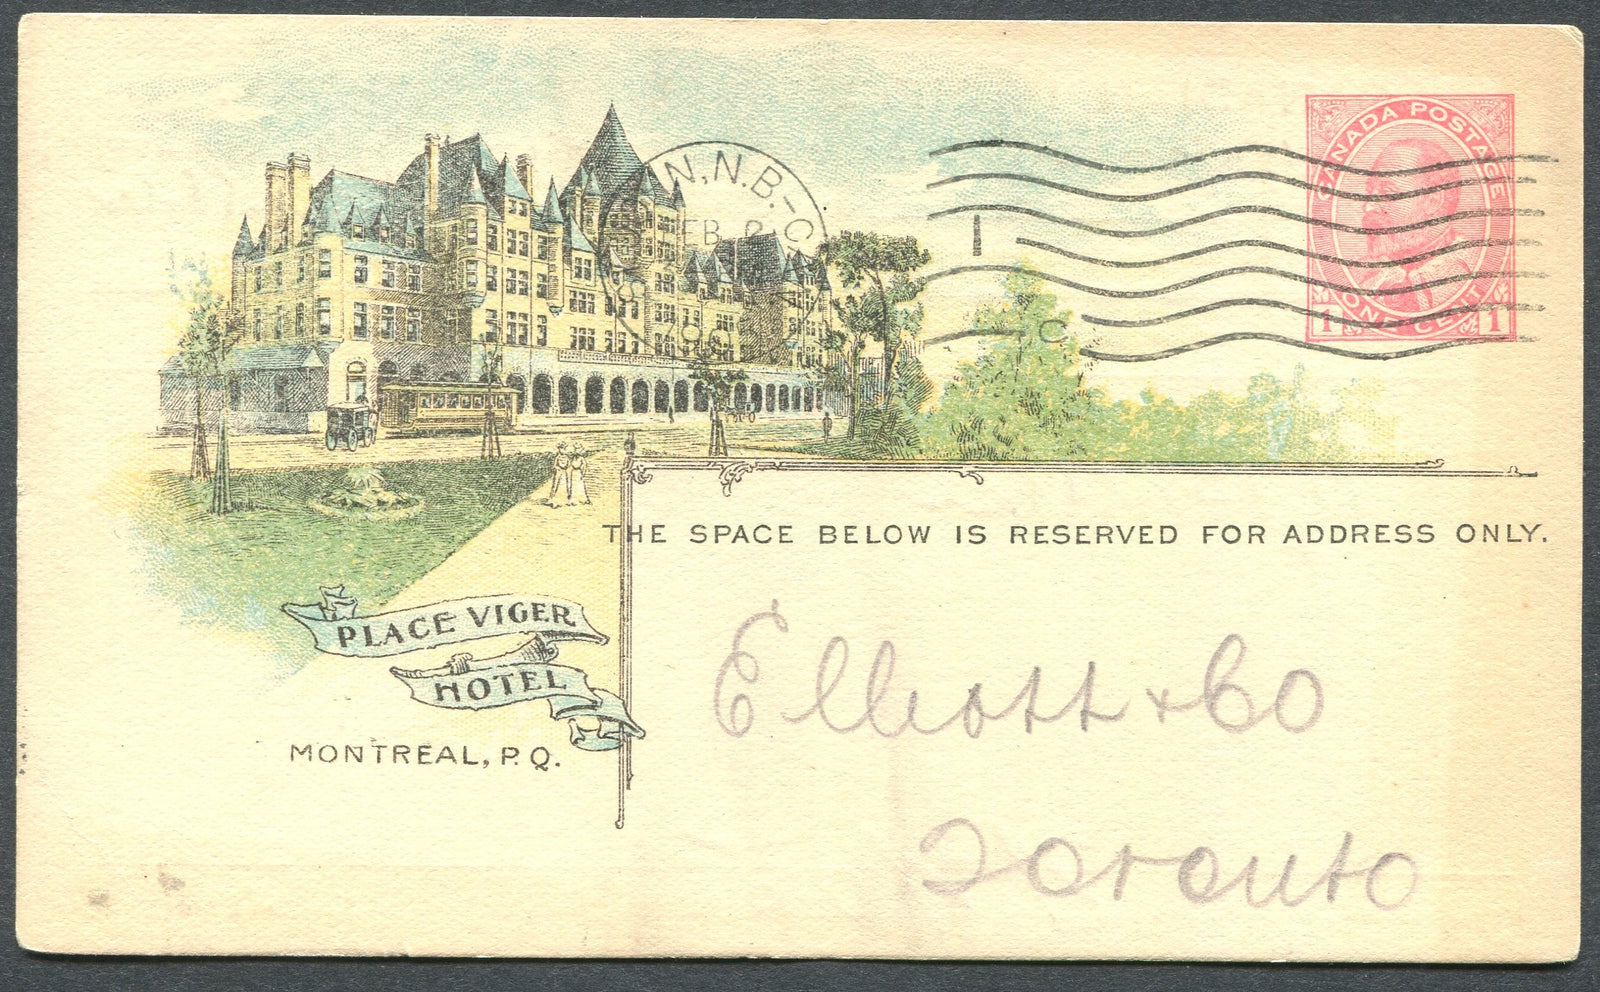 CANADA POSTAGE
ONE CENT
1 1
N, N.B.-C
EB
I
C
THE SPACE BELOW IS RESERVED FOR ADDRESS ONLY.
PLACE VIGER
HOTEL
MONTREAL, P.Q.
Elliott & Co
Toronto